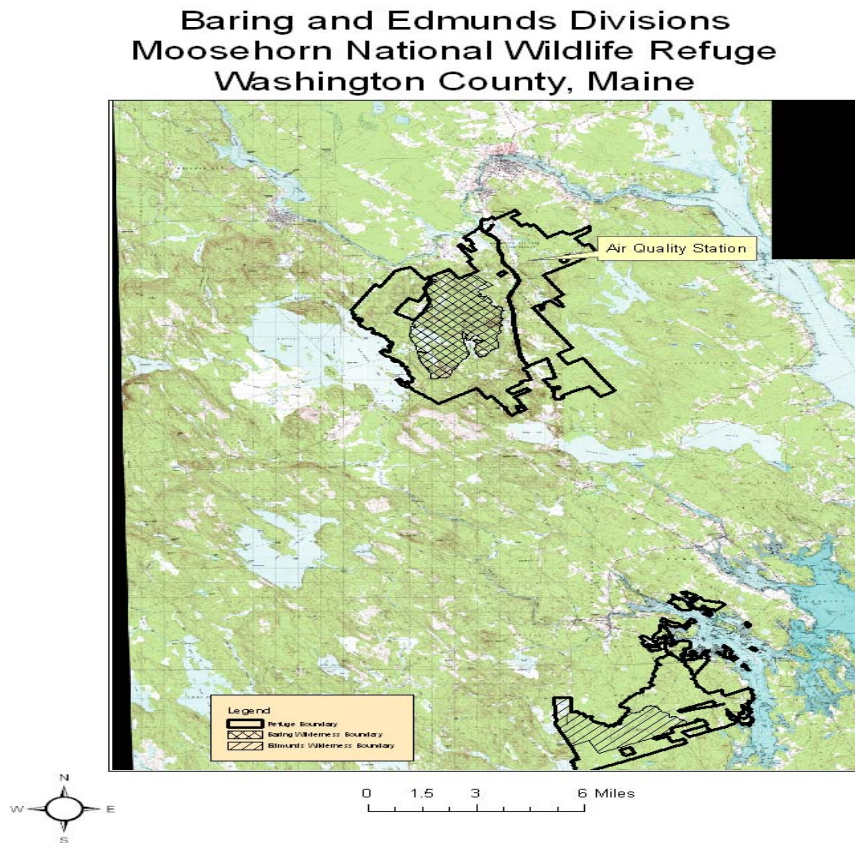 Baring and Edmunds Divisions
Moosehorn National Wildlife Refuge
Washington County, Maine
Air Quality Station
Legend
Refuge Boundary
Baring Wilderness Boundary
Edmunds Wilderness Boundary
N
W E
S
0 1.5 3 6 Miles